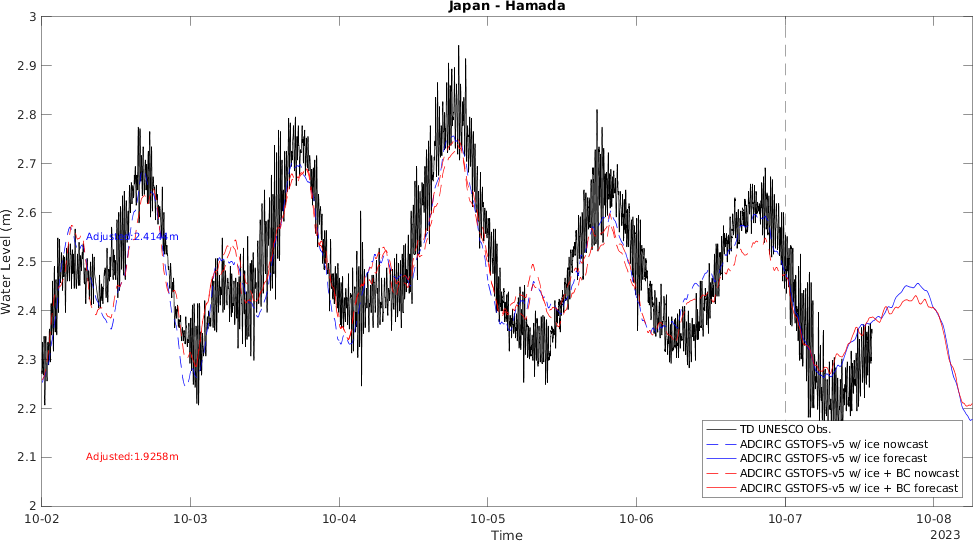 Japan - Hamada
Water Level (m)
3
2.9
2.8
2.7
2.6
2.5
2.4
2.3
2.2
2.1
2
Adjusted:2.4144m
Adjusted:1.9258m
TD UNESCO Obs.
ADCIRC GSTOFS-v5 w/ ice nowcast
ADCIRC GSTOFS-v5 w/ ice forecast
ADCIRC GSTOFS-v5 w/ ice + BC nowcast
ADCIRC GSTOFS-v5 w/ ice + BC forecast
10-02 10-03 10-04 10-05 10-06 10-07 10-08
Time
2023